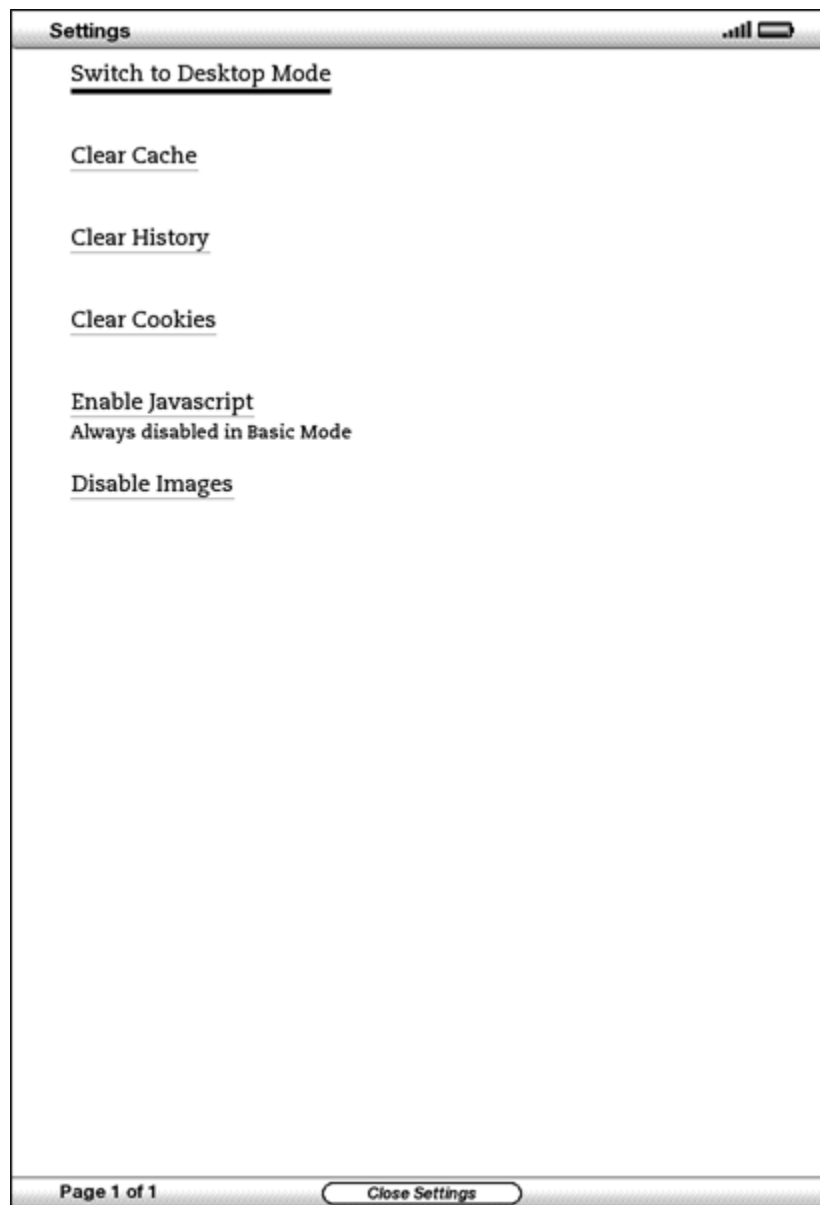 Settings
Switch to Desktop Mode
Clear Cache
Clear History
Clear Cookies
Enable Javascript
Always disabled in Basic Mode
Disable Images
Page 1 of 1
Close Settings